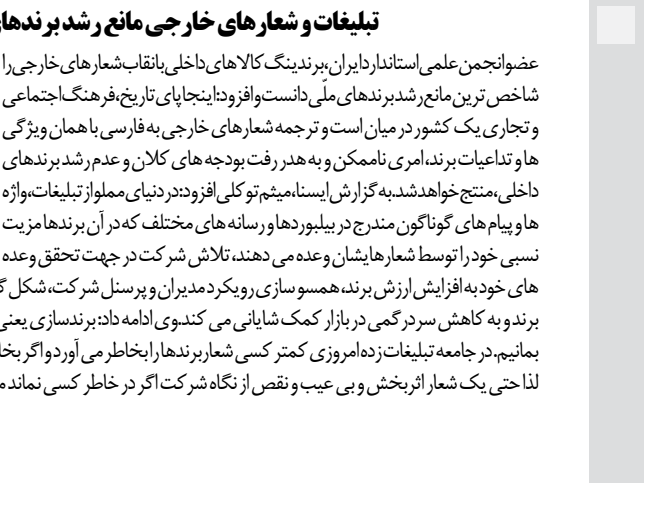 تبلیغات و شعارهای خارجی مانع رشد برندهای
عضو انجمن علمی استاندارد ایران، برندینگ کالاهای داخلی با نقاب شعارهای خارجی را
شاخص ترین مانع رشد برندهای ملّی دانست و افزود: اینجا پای تاریخ، فرهنگ اجتماعی
و تجاری یک کشور در میان است و ترجمه شعارهای خارجی به فارسی با همان ویژگی
ها و تداعیات برند، امری ناممکن و به هدر رفت بودجه های کلان و عدم رشد برندهای
داخلی، منتج خواهد شد. به گزارش ایسنا، میثم توکلی افزود: در دنیای مملو از تبلیغات، واژه
ها و پیام های گوناگون مندرج در بیلبوردها و رسانه های مختلف که در آن برندها مزیت
نسبی خود را توسط شعارهایشان وعده می دهند، تلاش شرکت در جهت تحقق وعده
های خود به افزایش ارزش برند، همسو سازی رویکرد مدیران و پرسنل شرکت، شکل
برند و به کاهش سردرگمی در بازار کمک شایانی می کند. وی ادامه داد: برندسازی یعنی
بمانیم. در جامعه تبلیغات زده امروزی کمتر کسی شعار برندها را بخاطر می آورد و اگر
لذا حتی یک شعار اثربخش و بی عیب و نقص از نگاه شرکت اگر در خاطر کسی نماند